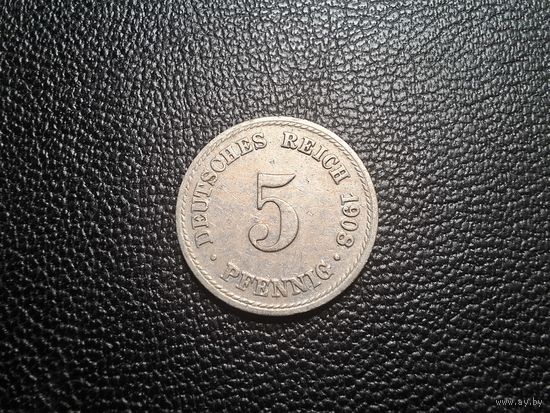 DEUTSCHES REICH 1908
5
· PFENNIG ·
www.ay.by